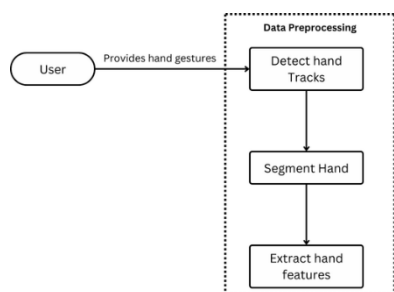 Data Preprocessing
User
Provides hand gestures
Detect hand
Tracks
Segment Hand
Extract hand
features